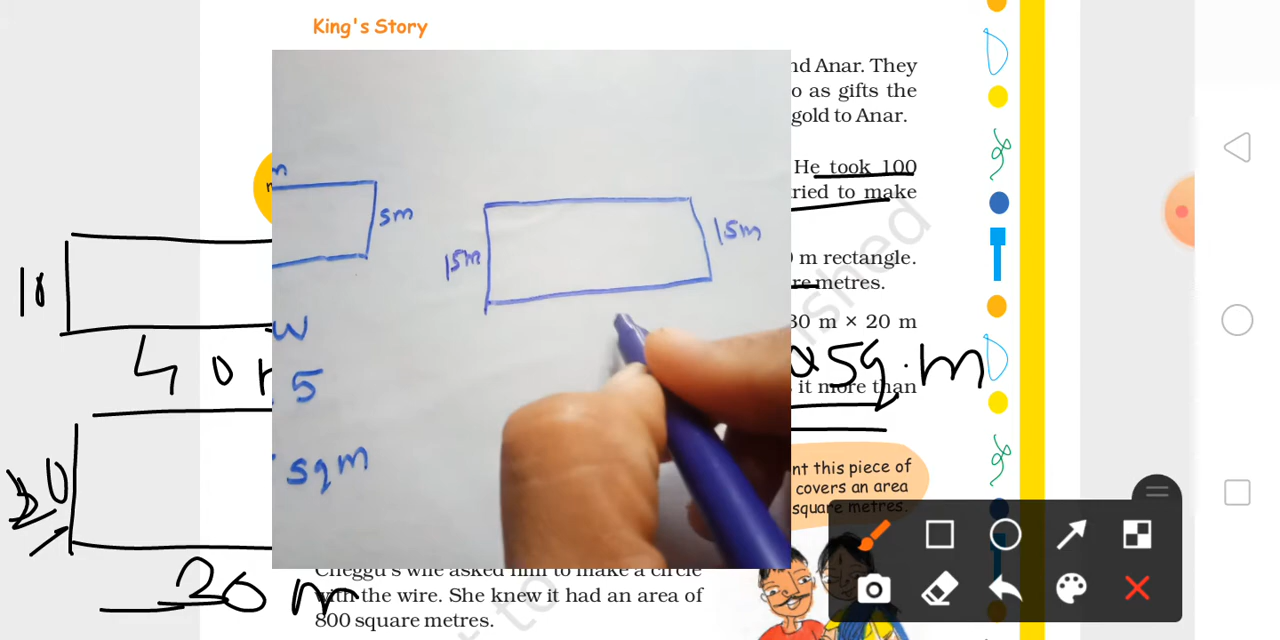 King's Story
nd Anar. They
o as gifts the
gold to Anar.
He took 100
tried to make
m rectangle.
re metres.
30 m × 20 m
it more than
nt this piece of
covers an area
square metres.
Cheggu's wife asked him to make a circle
with the wire. She knew it had an area of
800 square metres.
5m
W
5
sqm
15m
15m
10
40
20 m
sq.m